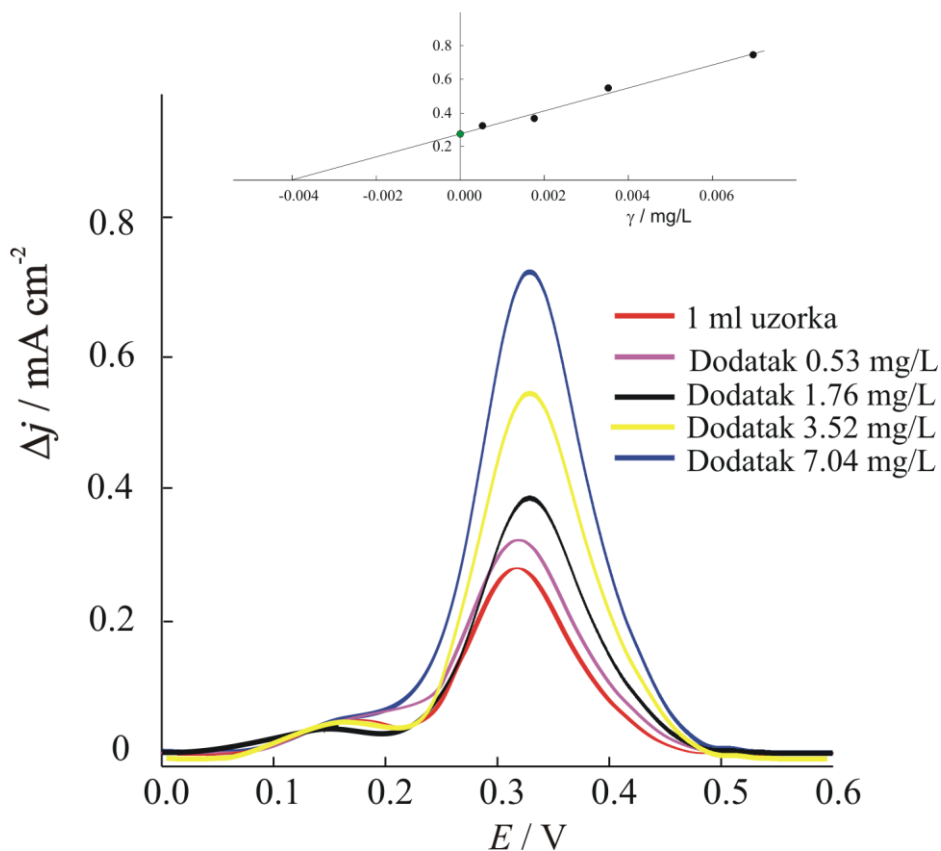 0.8
0.6
0.4
0.2
-0.004 -0.002 0.000 0.002 0.004 0.006
γ / mg/L
0.8
0.6
0.4
0.2
0
Δj / mA cm⁻²
1 ml uzorka
Dodatak 0.53 mg/L
Dodatak 1.76 mg/L
Dodatak 3.52 mg/L
Dodatak 7.04 mg/L
0.0 0.1 0.2 0.3 0.4 0.5 0.6
E / V